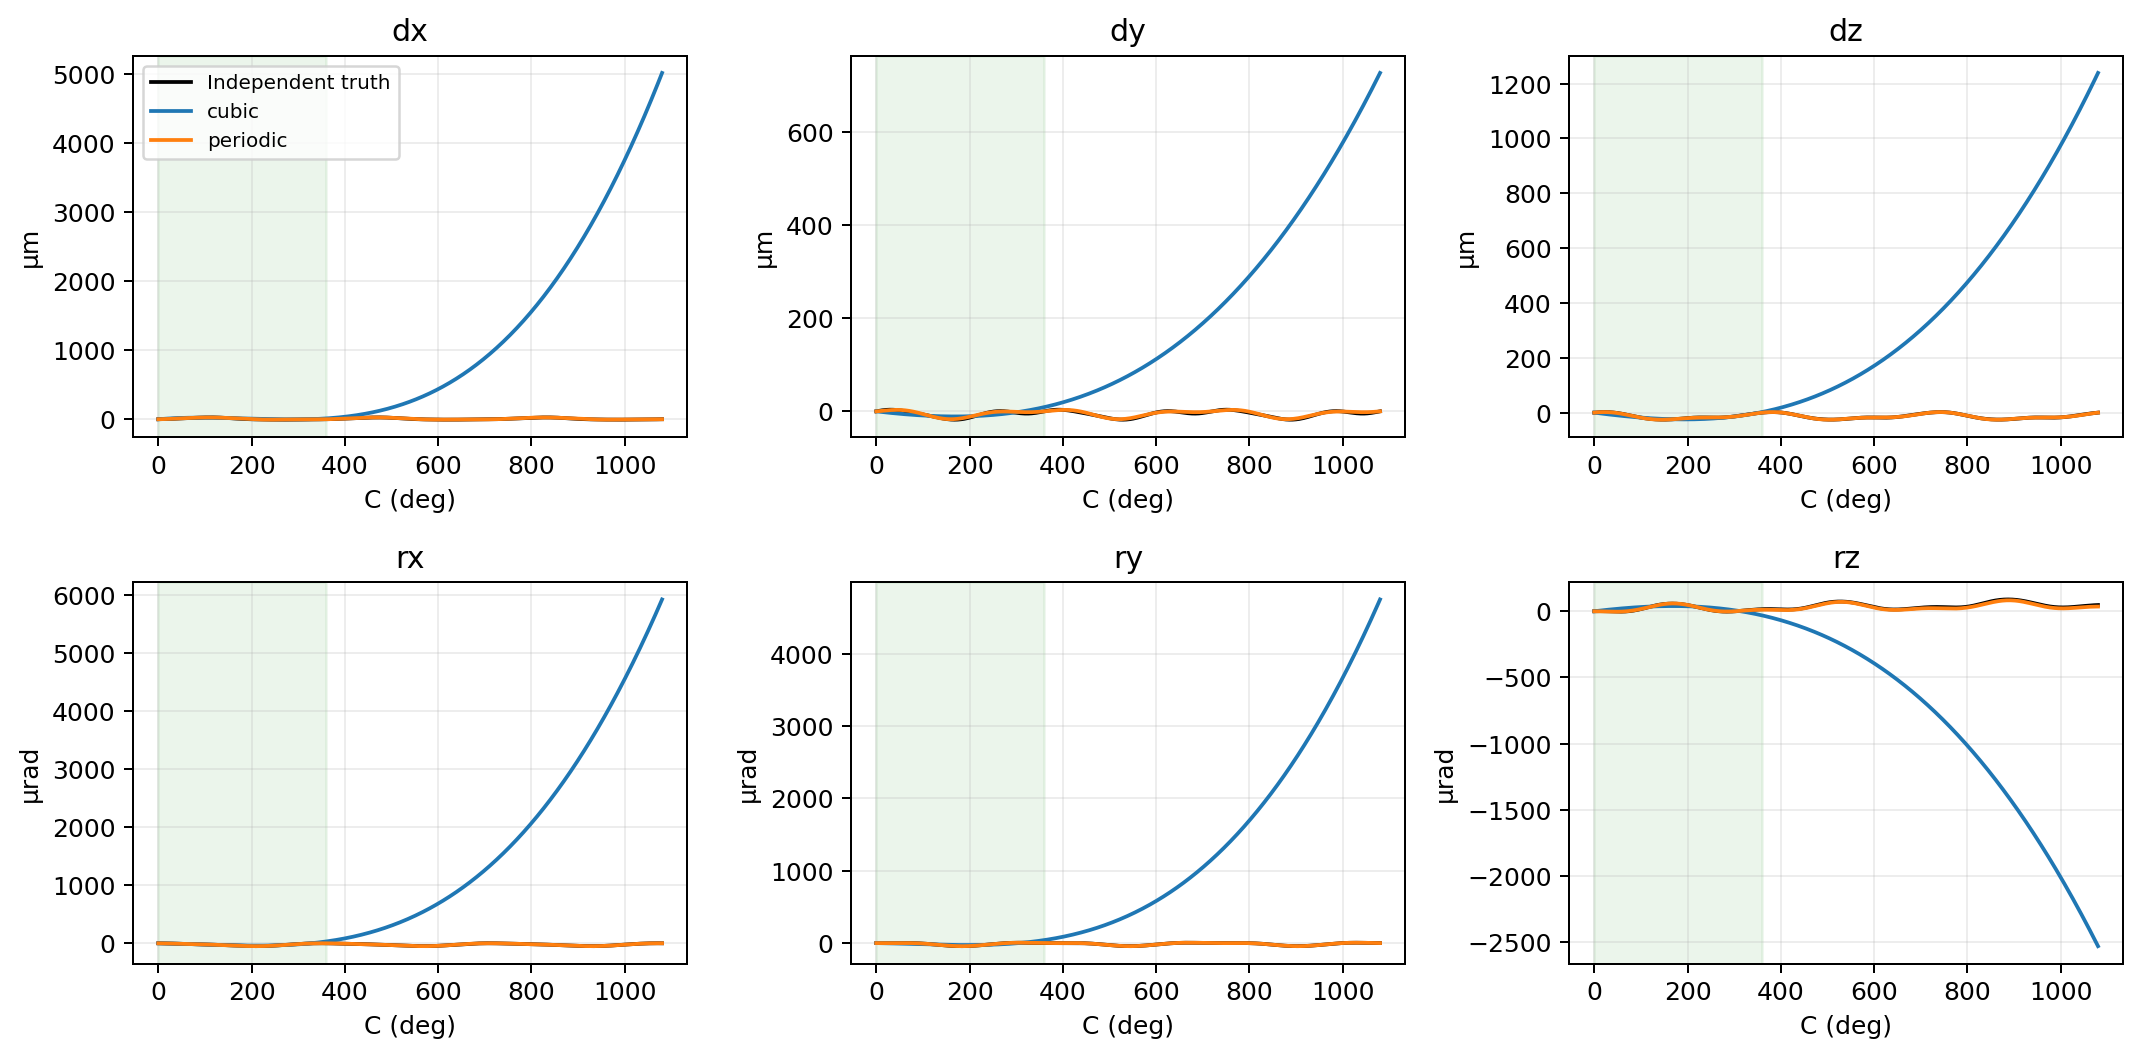 dx
5000
4000
3000
2000
1000
0
µm
Independent truth
cubic
periodic
0 200 400 600 800 1000
C (deg)
dy
600
400
200
0
µm
0 200 400 600 800 1000
C (deg)
dz
1200
1000
800
600
400
200
0
µm
0 200 400 600 800 1000
C (deg)
rx
6000
5000
4000
3000
2000
1000
0
µrad
0 200 400 600 800 1000
C (deg)
ry
4000
3000
2000
1000
0
µrad
0 200 400 600 800 1000
C (deg)
rz
0
−500
−1000
−1500
−2000
−2500
µrad
0 200 400 600 800 1000
C (deg)